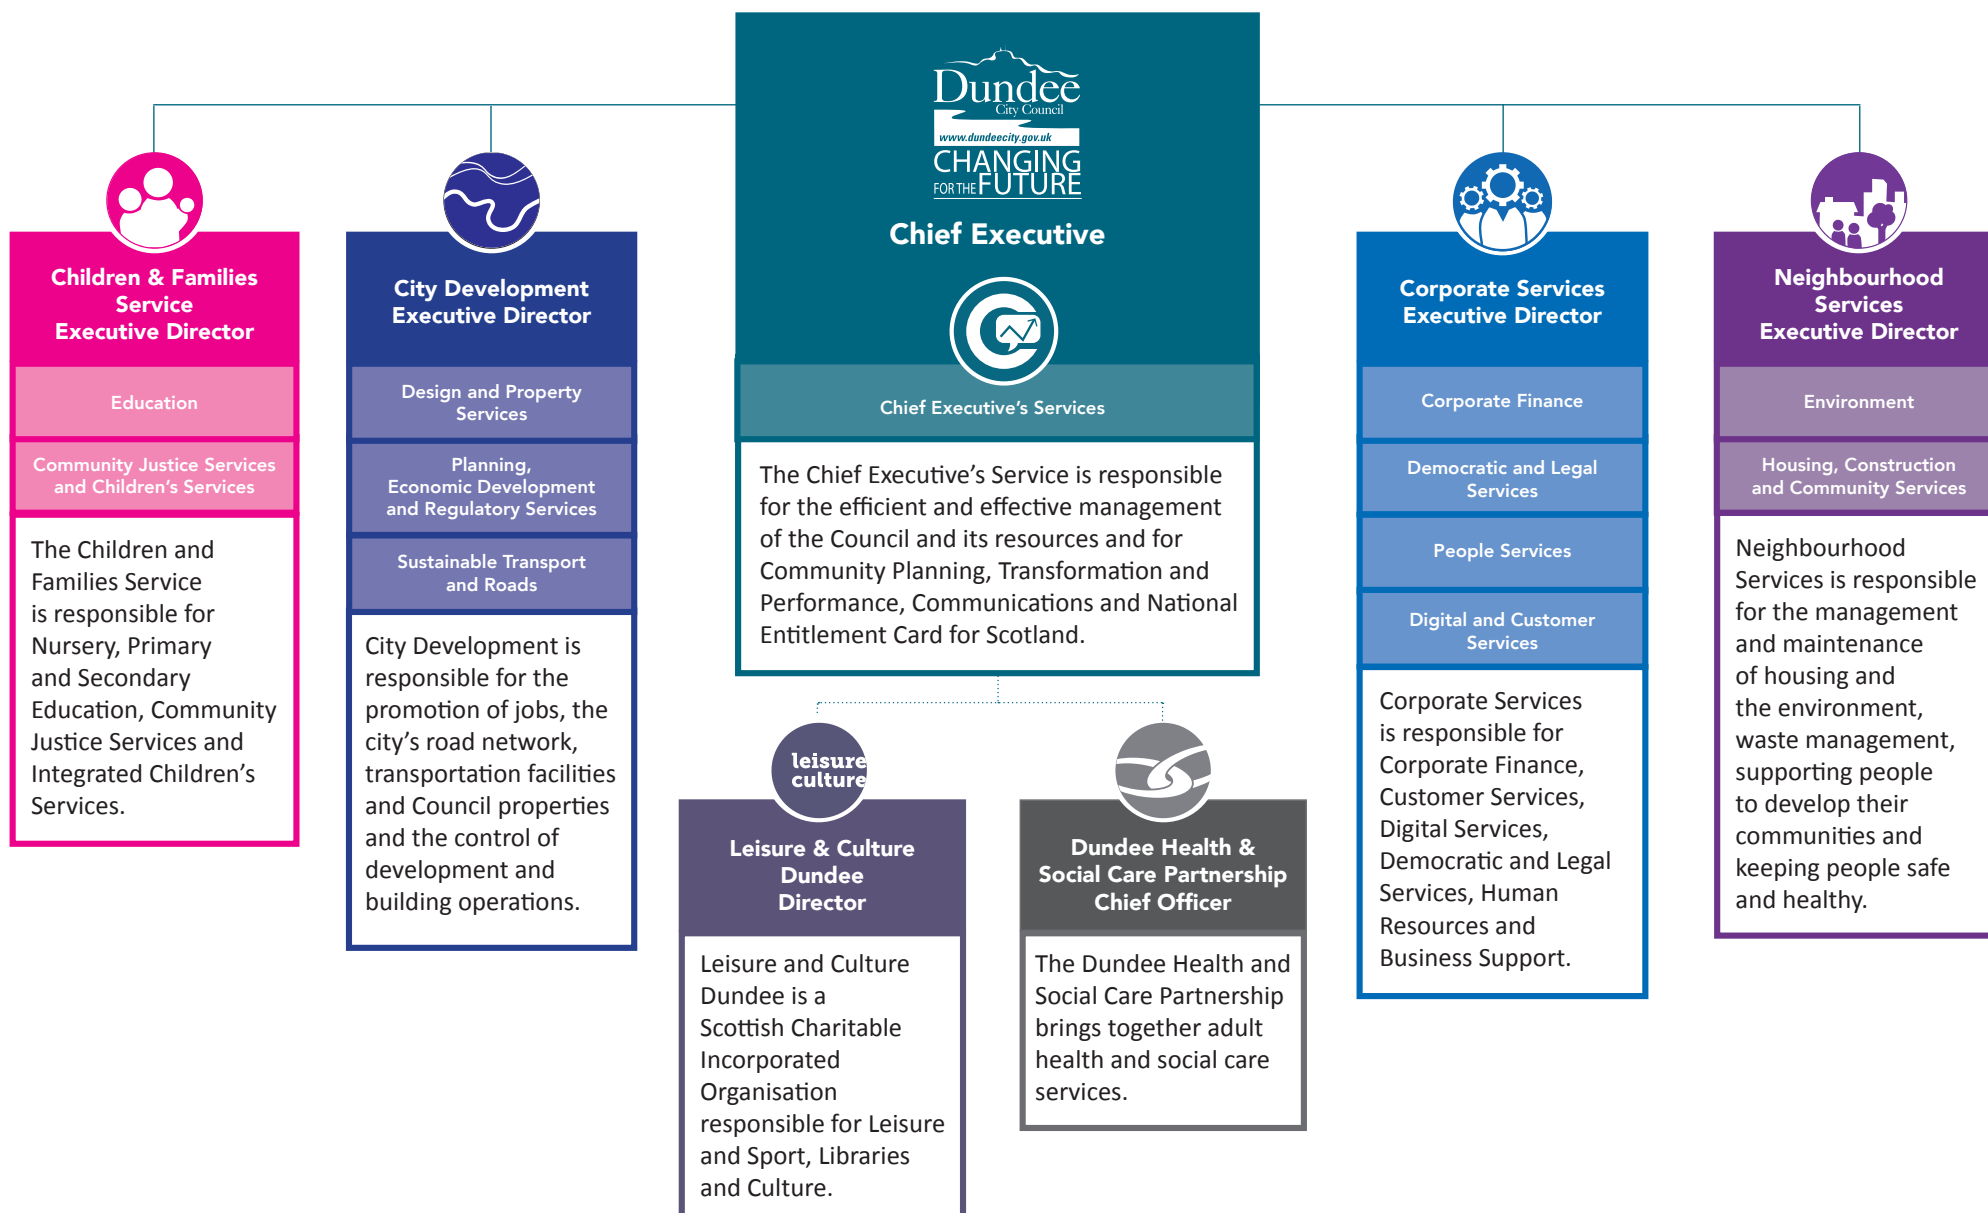 Dundee
City Council
www.dundeecity.gov.uk
CHANGING
FOR THE FUTURE
Chief Executive
Chief Executive's Services
The Chief Executive's Service is responsible
for the efficient and effective management
of the Council and its resources and for
Community Planning, Transformation and
Performance, Communications and National
Entitlement Card for Scotland.
Children & Families
Service
Executive Director
Education
Community Justice Services
and Children's Services
The Children and
Families Service
is responsible for
Nursery, Primary
and Secondary
Education, Community
Justice Services and
Integrated Children's
Services.
City Development
Executive Director
Design and Property
Services
Planning,
Economic Development
and Regulatory Services
Sustainable Transport
and Roads
City Development is
responsible for the
promotion of jobs, the
city's road network,
transportation facilities
and Council properties
and the control of
development and
building operations.
Corporate Services
Executive Director
Corporate Finance
Democratic and Legal
Services
People Services
Digital and Customer
Services
Corporate Services
is responsible for
Corporate Finance,
Customer Services,
Digital Services,
Democratic and Legal
Services, Human
Resources and
Business Support.
Neighbourhood
Services
Executive Director
Environment
Housing, Construction
and Community Services
Neighbourhood
Services is responsible
for the management
and maintenance
of housing and
the environment,
waste management,
supporting people
to develop their
communities and
keeping people safe
and healthy.
leisure
culture
Leisure & Culture
Dundee
Director
Leisure and Culture
Dundee is a
Scottish Charitable
Incorporated
Organisation
responsible for Leisure
and Sport, Libraries
and Culture.
Dundee Health &
Social Care Partnership
Chief Officer
The Dundee Health and
Social Care Partnership
brings together adult
health and social care
services.